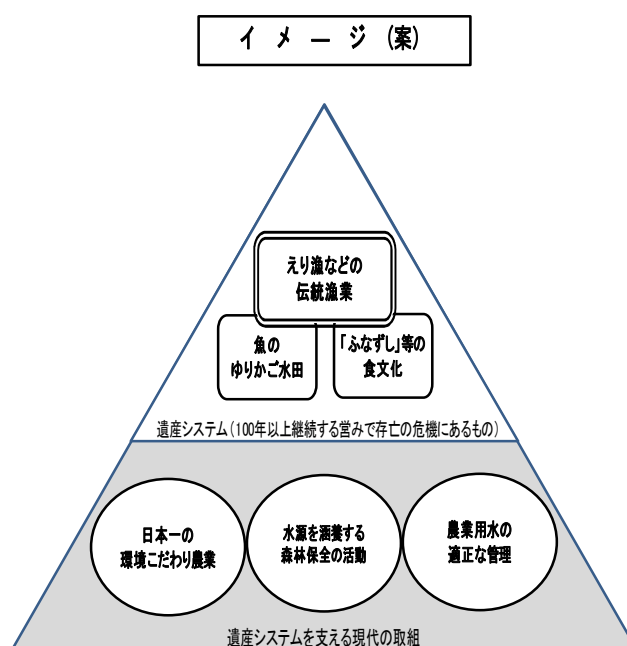 イ メ ー ジ (案)
えり漁などの
伝統漁業
魚の
ゆりかご水田
「ふなずし」等の
食文化
遺産システム(100年以上継続する営みで存亡の危機にあるもの)
日本一の
環境こだわり農業
水源を涵養する
森林保全の活動
農業用水の
適正な管理
遺産システムを支える現代の取組